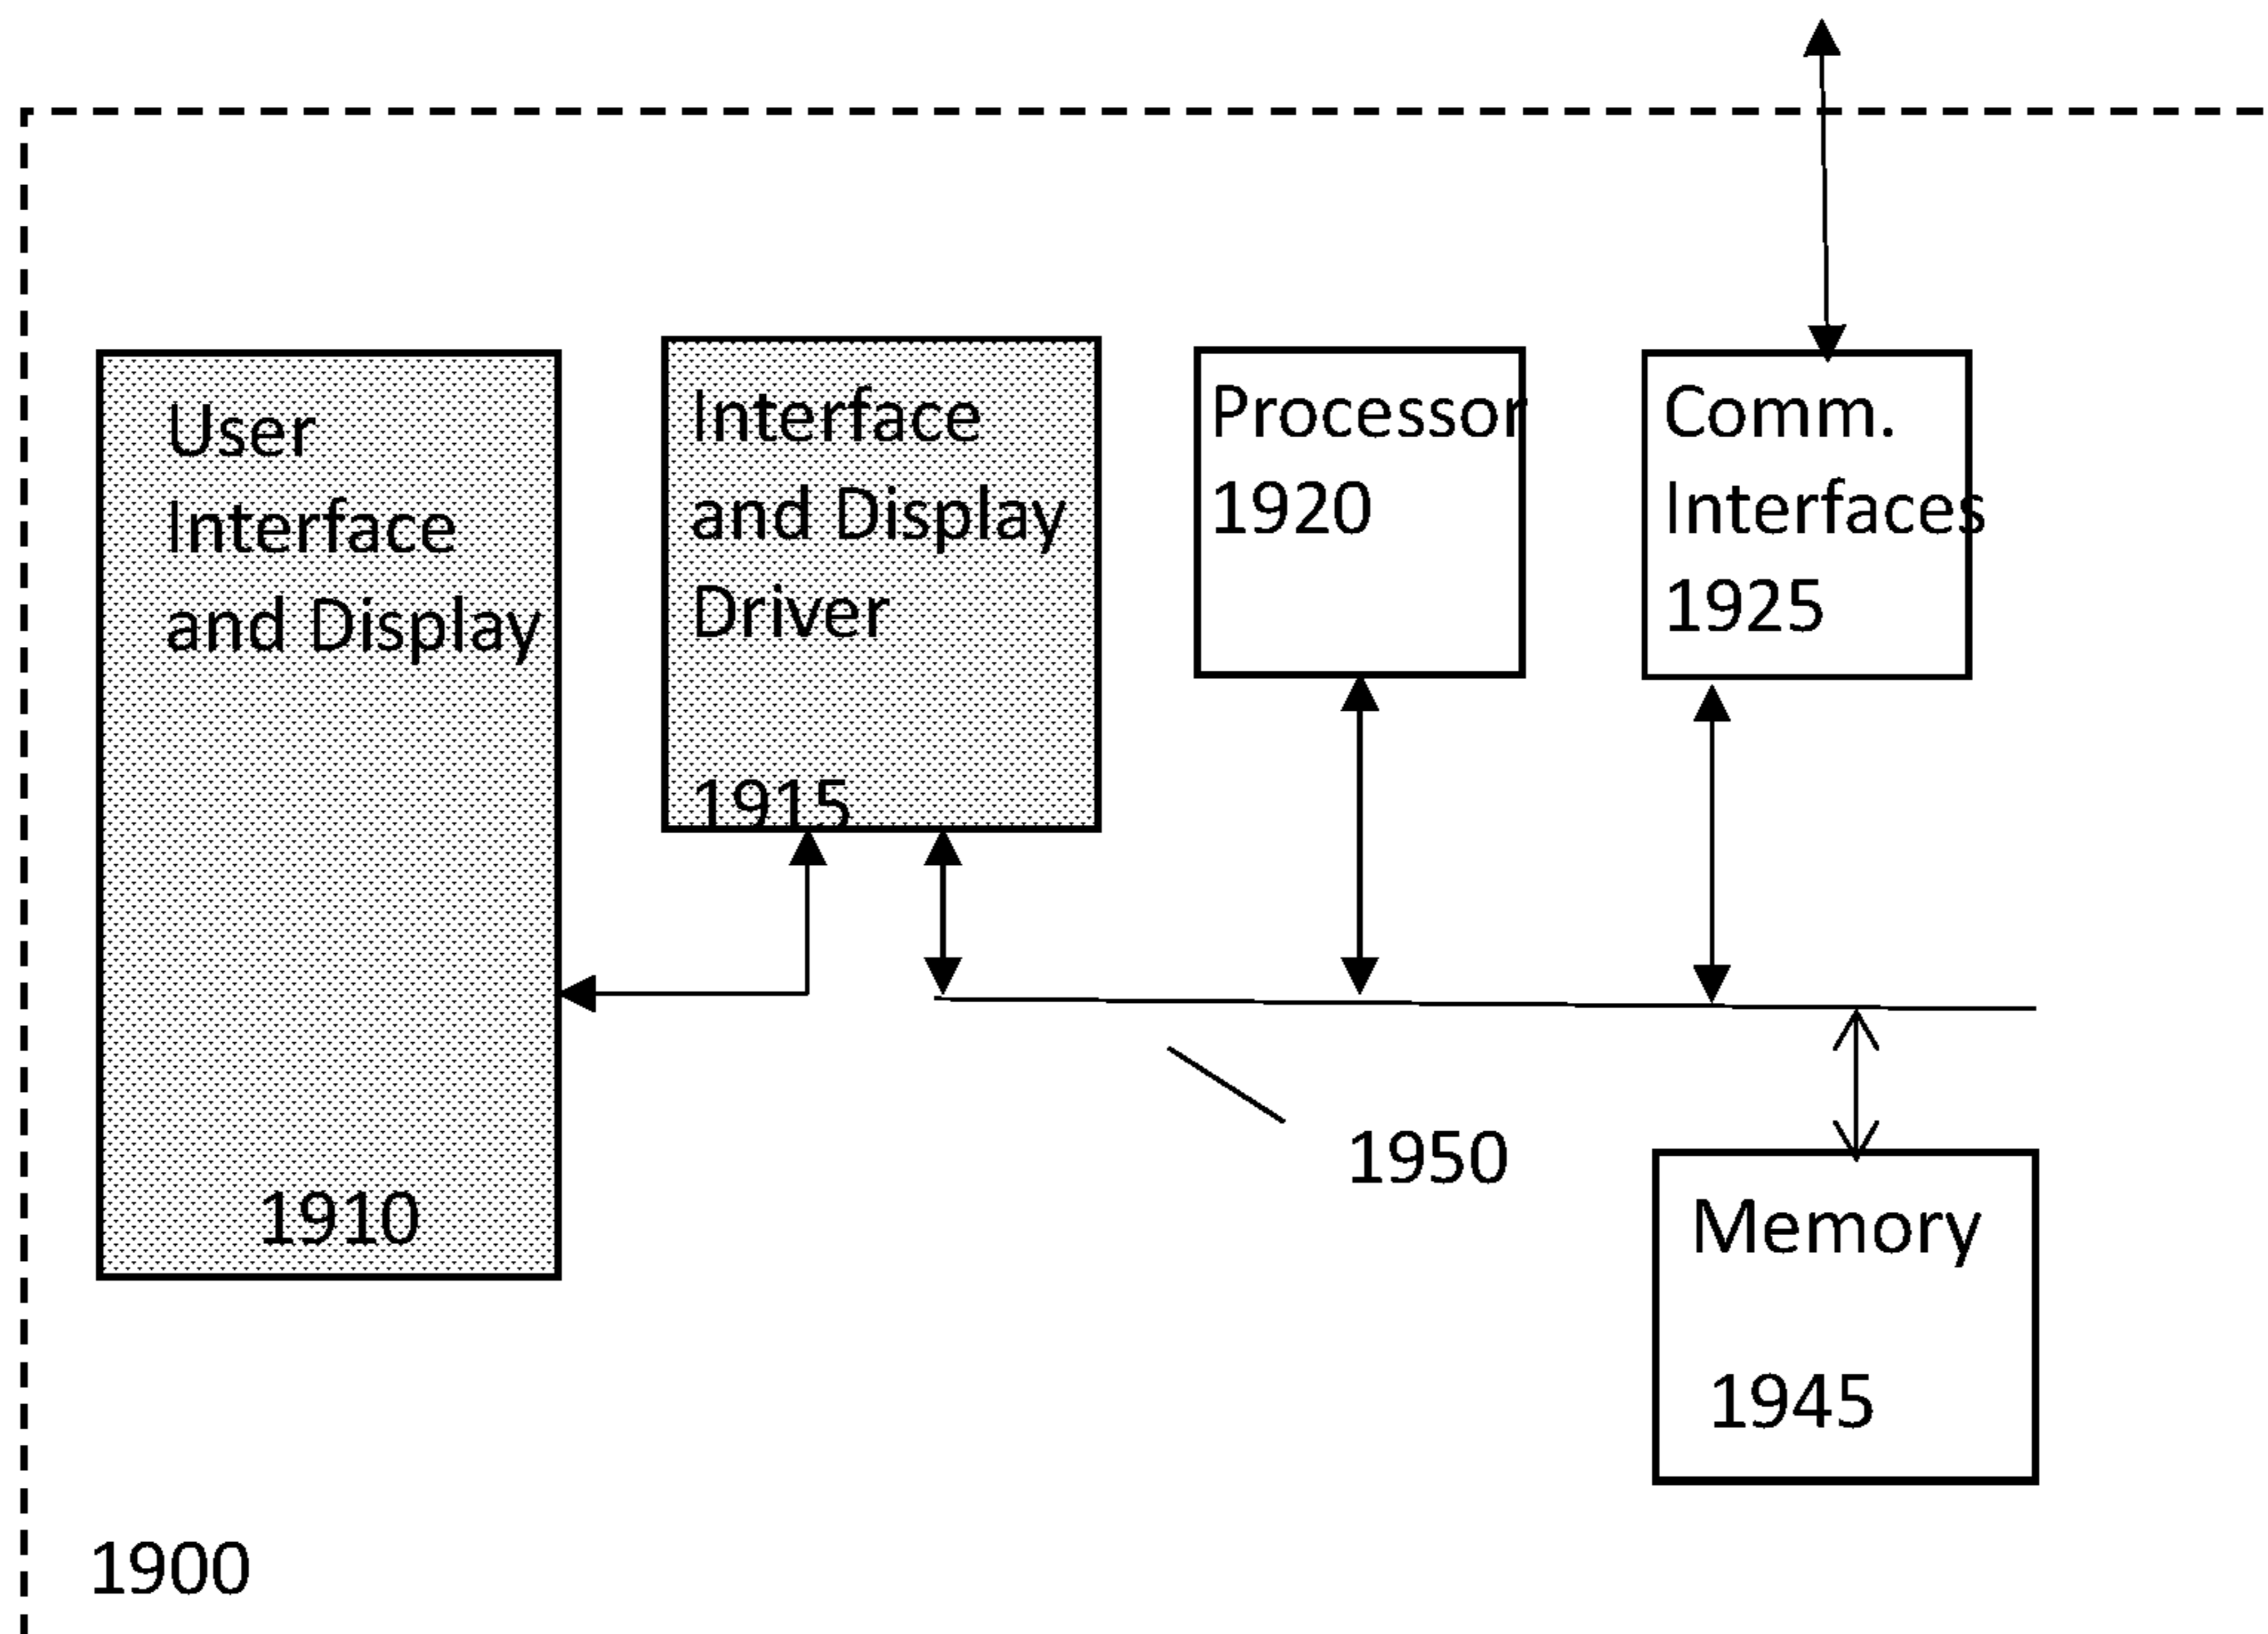 User
Interface
and Display
1910
Interface
and Display
Driver
1915
Processor
1920
Comm.
Interfaces
1925
1950
Memory
1945
1900